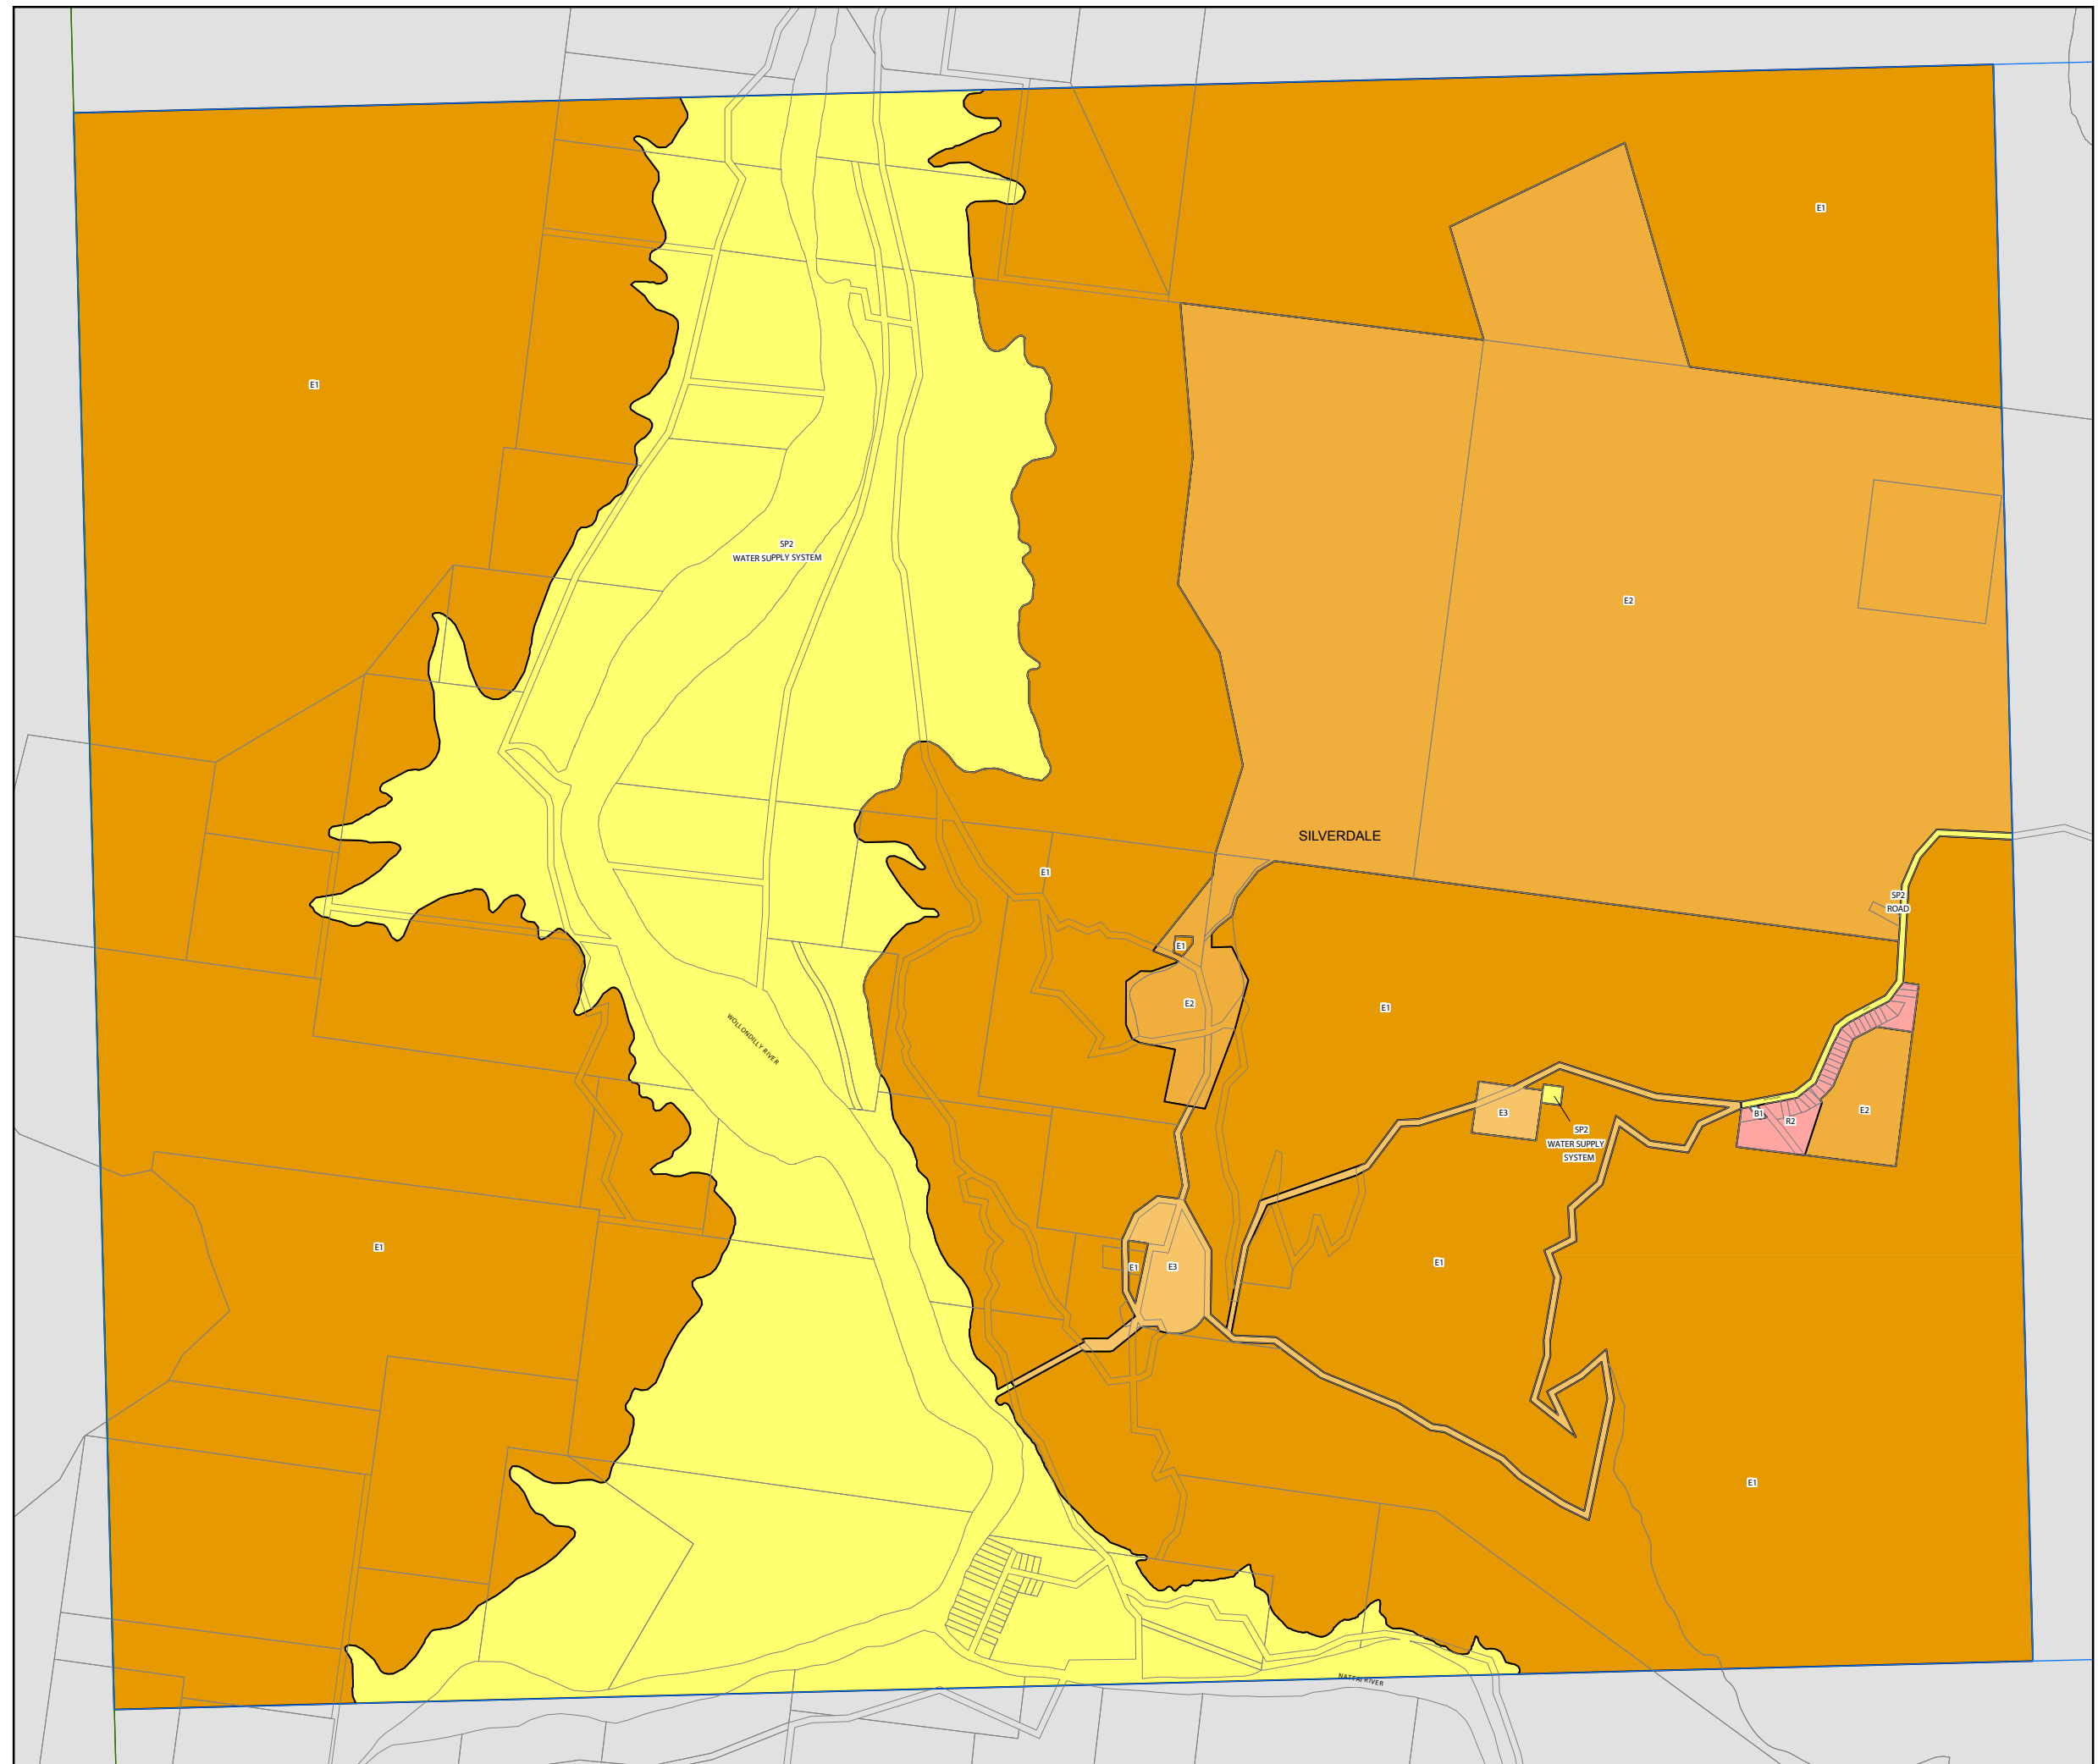 E1
E1
SP2
WATER SUPPLY SYSTEM
E2
SILVERDALE
E1
SP2
ROAD
E1
E2
E1
WOLLONDILLY RIVER
E3
B1
R2
E2
SP2
WATER SUPPLY
SYSTEM
E1
E1
E3
E1
E1
NATTAI RIVER